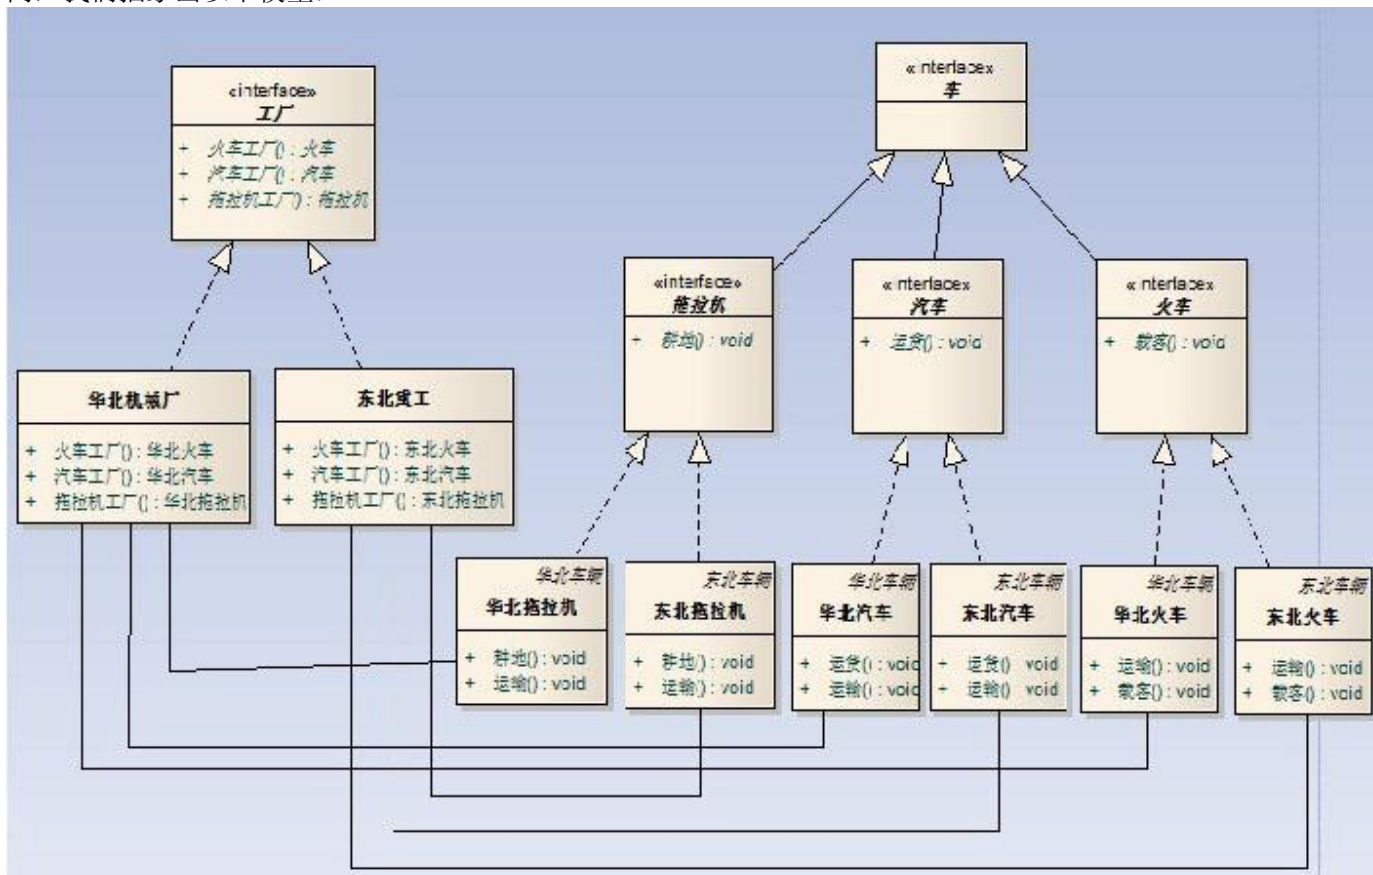 «interface»
工厂
+ 火车工厂() : 火车
+ 汽车工厂() : 汽车
+ 拖拉机工厂() : 拖拉机
«interface»
车
«interface»
拖拉机
+ 耕地() : void
«interface»
汽车
+ 运货() : void
«interface»
火车
+ 载客() : void
华北机械厂
+ 火车工厂() : 华北火车
+ 汽车工厂() : 华北汽车
+ 拖拉机工厂() : 华北拖拉机
东北重工
+ 火车工厂() : 东北火车
+ 汽车工厂() : 东北汽车
+ 拖拉机工厂() : 东北拖拉机
华北车辆
华北拖拉机
+ 耕地() : void
+ 运输() : void
东北车辆
东北拖拉机
+ 耕地() : void
+ 运输() : void
华北车辆
华北汽车
+ 运货() : void
+ 运输() : void
东北车辆
东北汽车
+ 运货() void
+ 运输() void
华北车辆
华北火车
+ 运输() : void
+ 载客() : void
东北车辆
东北火车
+ 运输() : void
+ 载客() : void